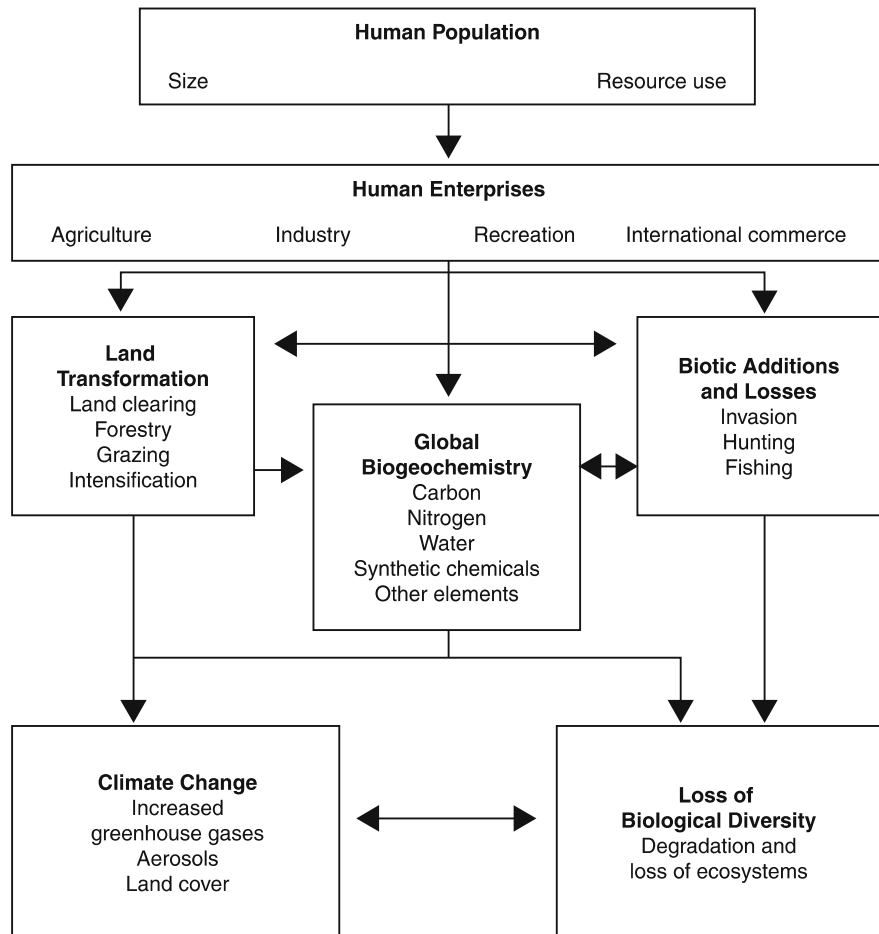 Human Population
Size Resource use
Human Enterprises
Agriculture Industry Recreation International commerce
Land
Transformation
Land clearing
Forestry
Grazing
Intensification
Global
Biogeochemistry
Carbon
Nitrogen
Water
Synthetic chemicals
Other elements
Biotic Additions
and Losses
Invasion
Hunting
Fishing
Climate Change
Increased
greenhouse gases
Aerosols
Land cover
Loss of
Biological Diversity
Degradation and
loss of ecosystems